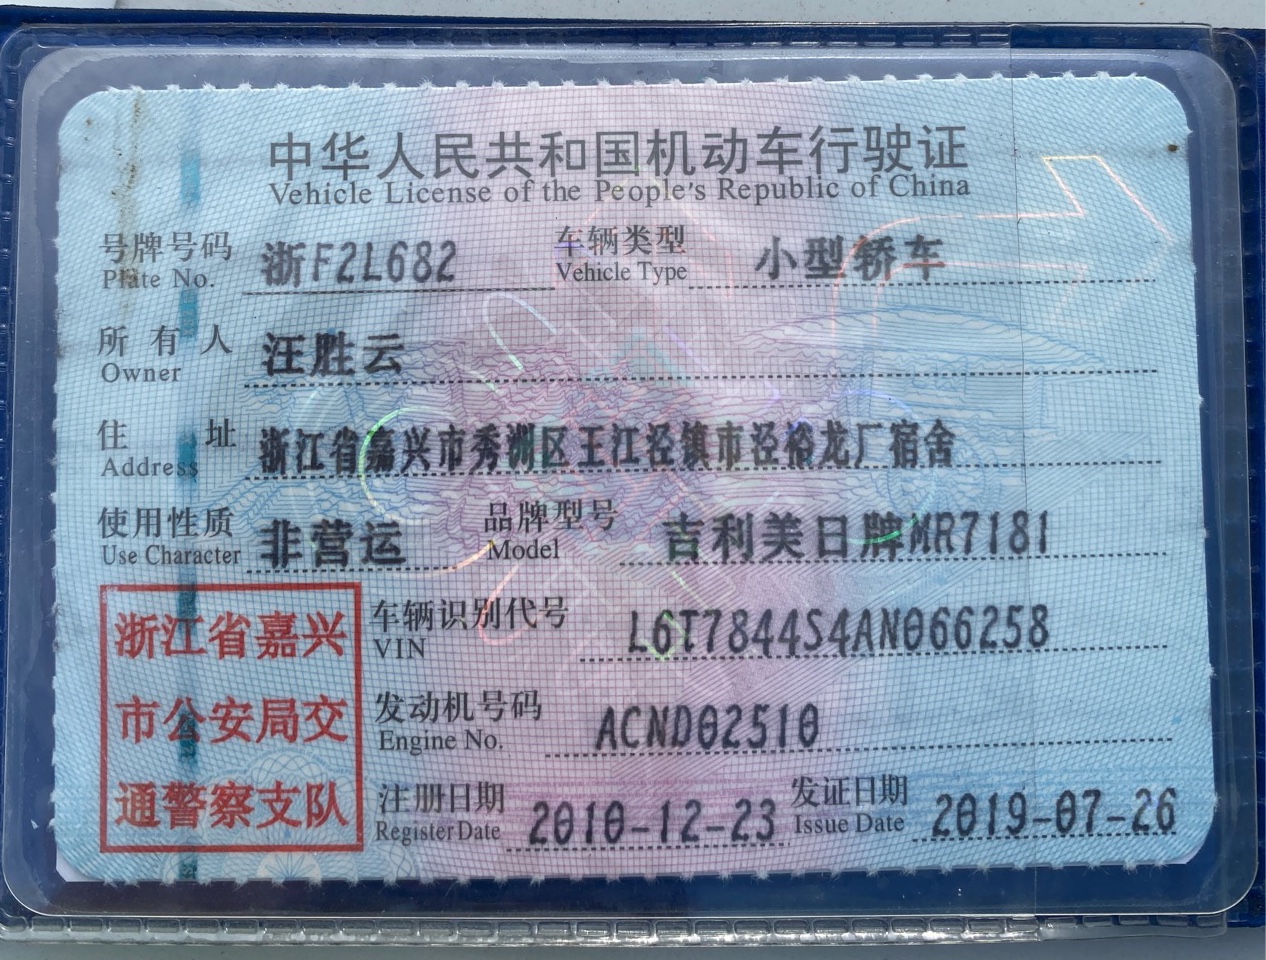 中华人民共和国机动车行驶证
Vehicle License of the People's Republic of China
号牌号码 浙F2L682 车辆类型 小型轿车
Plate No. Vehicle Type
所有人 汪胜云
Owner
住址 浙江省嘉兴市秀洲区王江泾镇市泾裕龙厂宿舍
Address
使用性质 非营运 品牌型号 吉利美日牌MR7181
Use Character Model
浙江省嘉兴 车辆识别代号 L6T7844S4AN066258
VIN
市公安局交 发动机号码 ACND02510
Engine No.
通警察支队 注册日期 2010-12-23 发证日期 2019-07-26
Register Date Issue Date